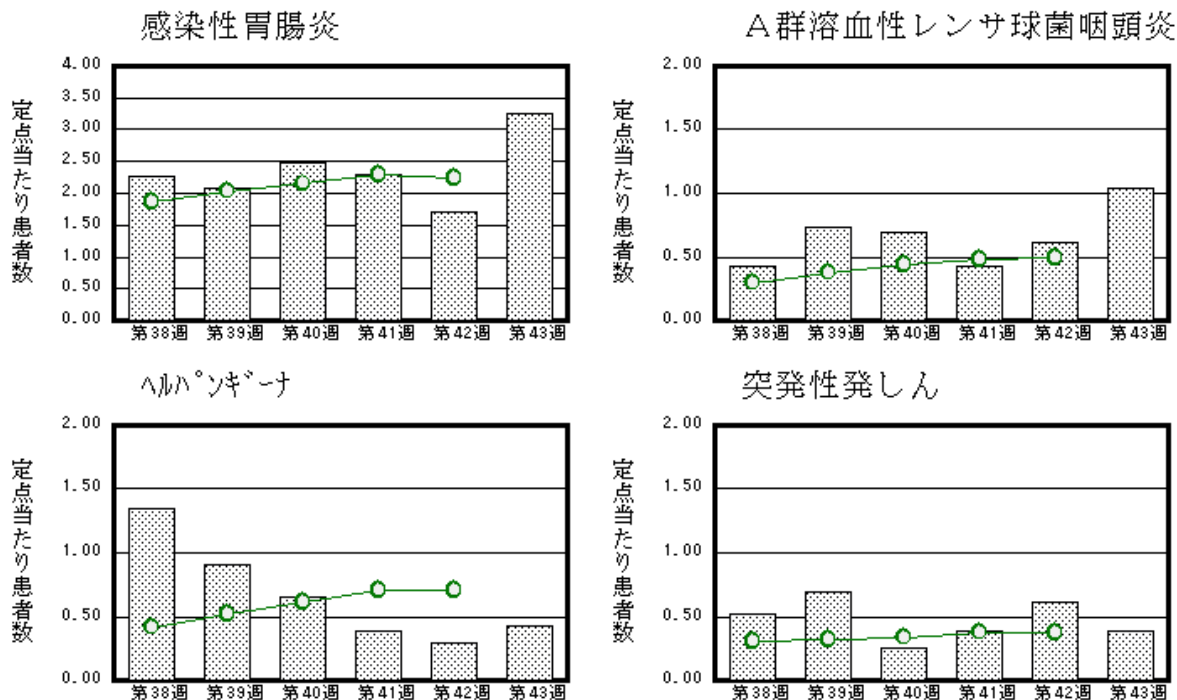 感染性胃腸炎
定点当たり患者数
4.00
3.50
3.00
2.50
2.00
1.50
1.00
0.50
0.00
第38週 第39週 第40週 第41週 第42週 第43週
A群溶血性レンサ球菌咽頭炎
定点当たり患者数
2.00
1.50
1.00
0.50
0.00
第38週 第39週 第40週 第41週 第42週 第43週
ﾍﾙﾊﾟﾝｷﾞｰﾅ
定点当たり患者数
2.00
1.50
1.00
0.50
0.00
第38週 第39週 第40週 第41週 第42週 第43週
突発性発しん
定点当たり患者数
2.00
1.50
1.00
0.50
0.00
第38週 第39週 第40週 第41週 第42週 第43週